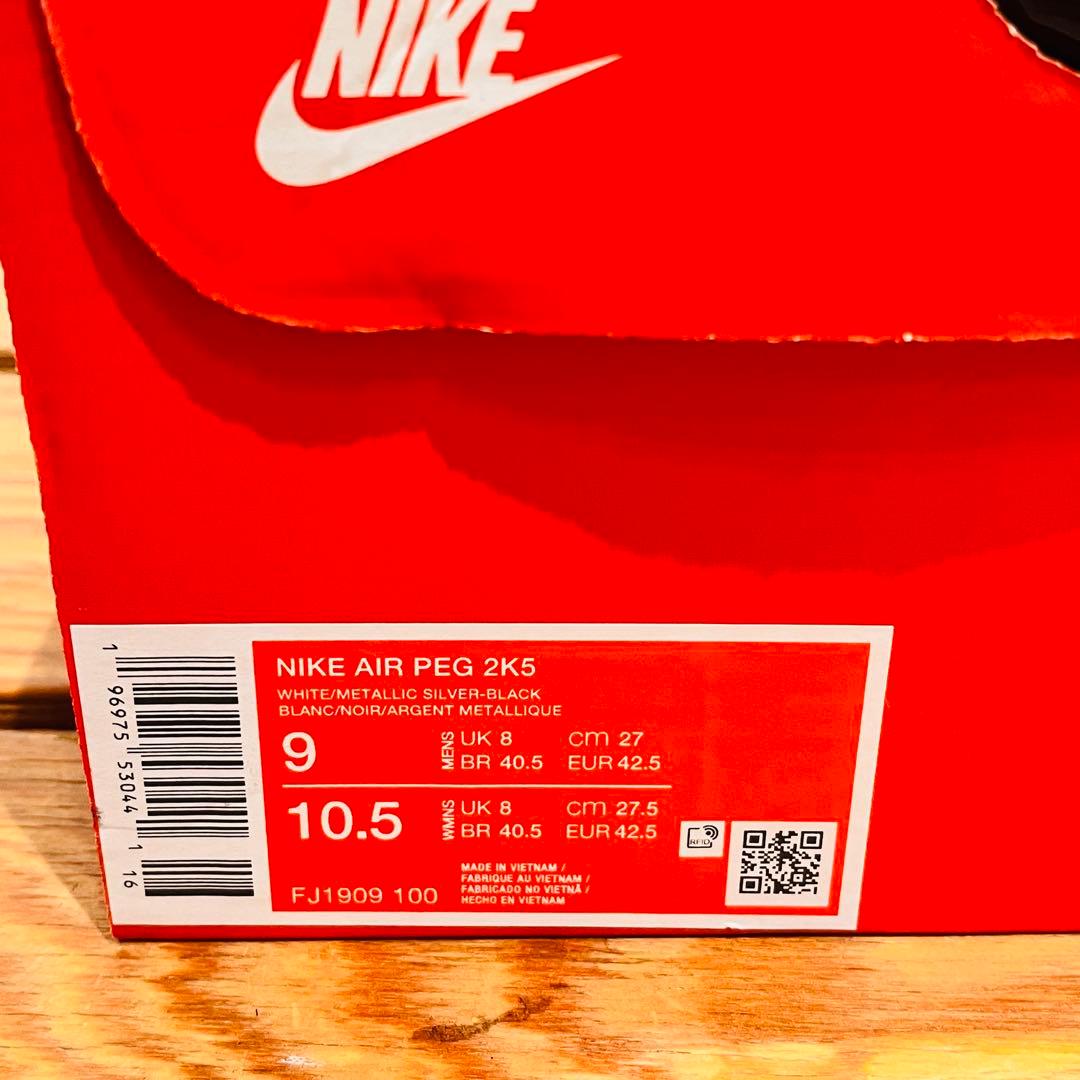 NIKE
NIKE AIR PEG 2K5
WHITE/METALLIC SILVER-BLACK
BLANC/NOIR/ARGENT METALLIQUE
9 MENS UK 8 cm 27
BR 40.5 EUR 42.5
10.5 WMNS UK 8 cm 27.5
BR 40.5 EUR 42.5
RFID
MADE IN VIETNAM /
FABRIQUE AU VIETNAM /
FABRICADO NO VIETNÃ /
HECHO EN VIETNAM
FJ1909 100
1 96975 53044 1 16